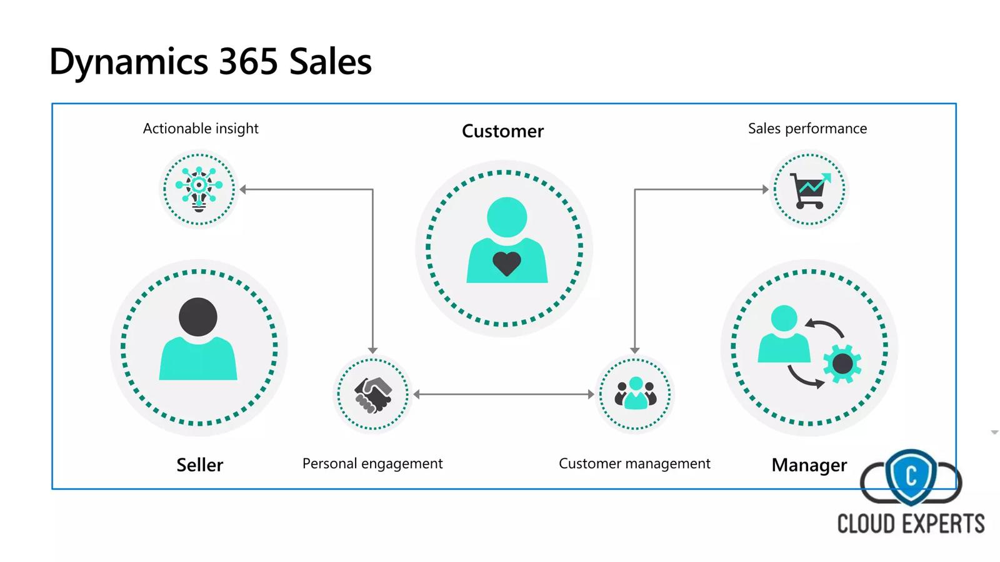 Dynamics 365 Sales
Actionable insight
Customer
Sales performance
Seller
Personal engagement
Customer management
Manager
C
CLOUD EXPERTS